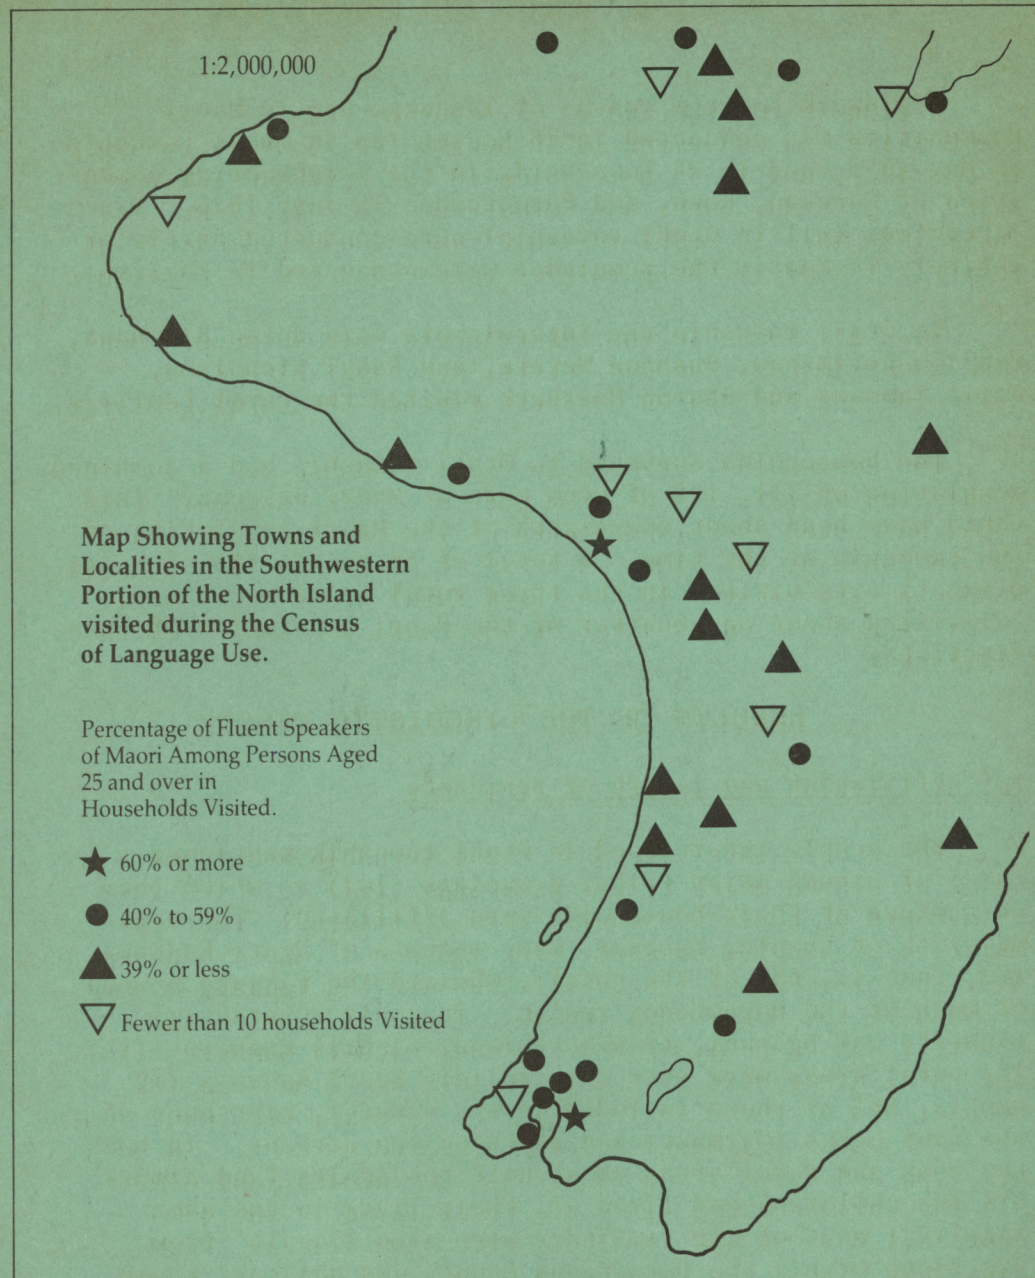 1:2,000,000
Map Showing Towns and
Localities in the Southwestern
Portion of the North Island
visited during the Census
of Language Use.
Percentage of Fluent Speakers
of Maori Among Persons Aged
25 and over in
Households Visited.
60% or more
40% to 59%
39% or less
Fewer than 10 households Visited